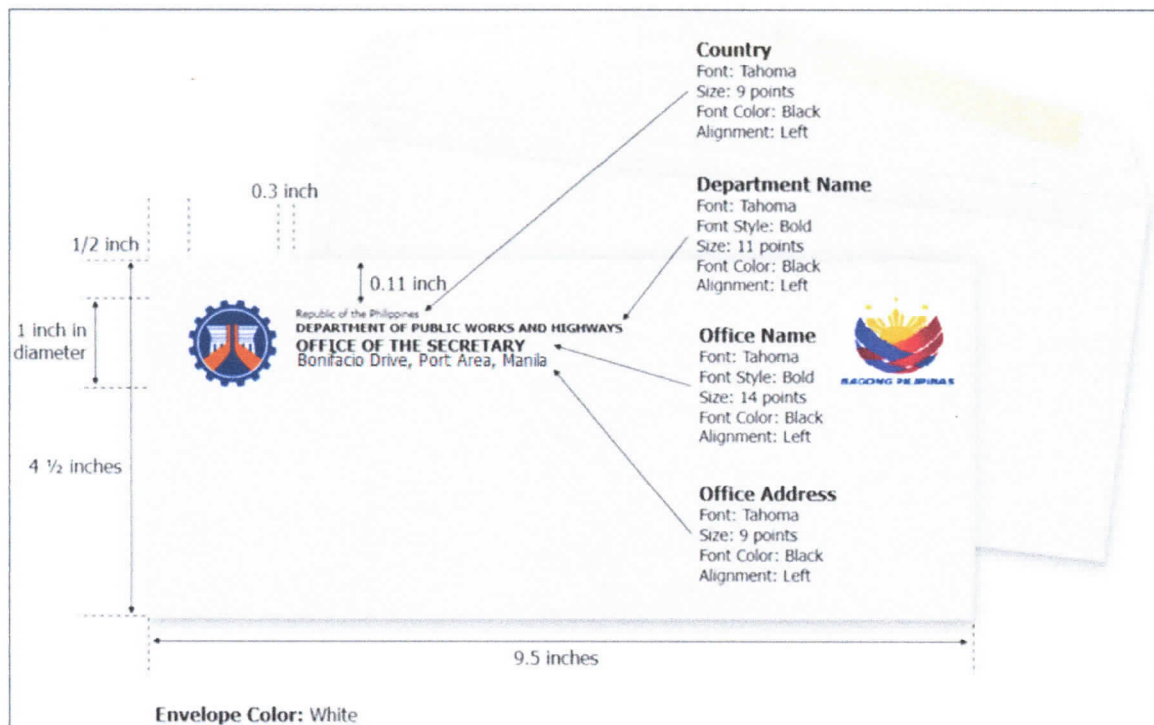 Country
Font: Tahoma
Size: 9 points
Font Color: Black
Alignment: Left
Department Name
Font: Tahoma
Font Style: Bold
Size: 11 points
Font Color: Black
Alignment: Left
0.3 inch
1/2 inch
0.11 inch
1 inch in
diameter
Republic of the Philippines
DEPARTMENT OF PUBLIC WORKS AND HIGHWAYS
OFFICE OF THE SECRETARY
Bonifacio Drive, Port Area, Manila
BAGONG PILIPINAS
Office Name
Font: Tahoma
Font Style: Bold
Size: 14 points
Font Color: Black
Alignment: Left
4 ½ inches
Office Address
Font: Tahoma
Size: 9 points
Font Color: Black
Alignment: Left
9.5 inches
Envelope Color: White